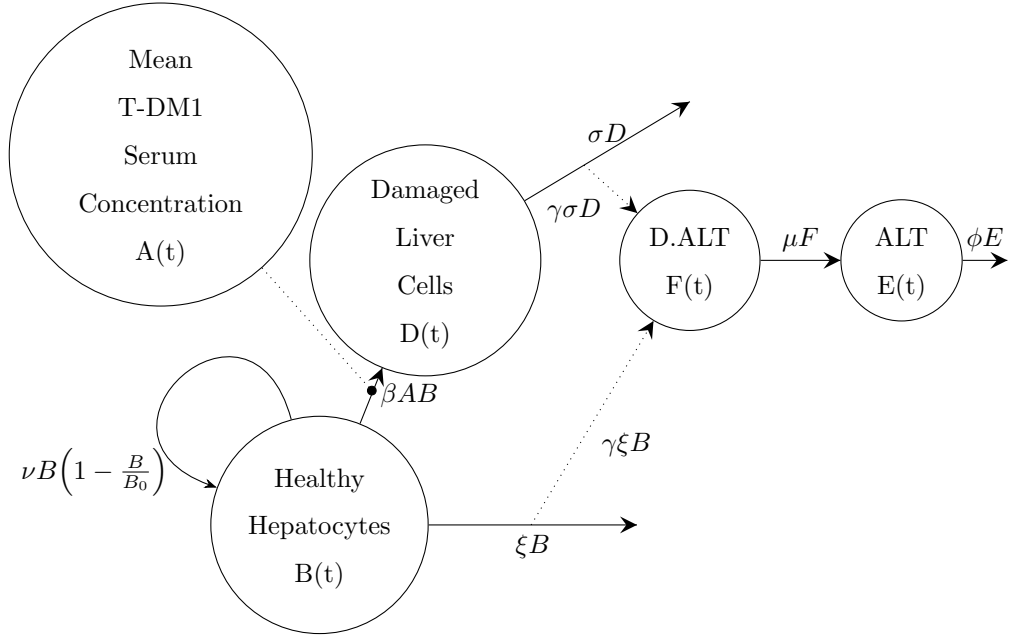 Mean
T-DM1
Serum
Concentration
A(t)
Damaged
Liver
Cells
D(t)
σD
γσD
D.ALT
F(t)
μF
ALT
E(t)
ϕE
βAB
νB(1 − B/B₀)
Healthy
Hepatocytes
B(t)
ξB
γξB